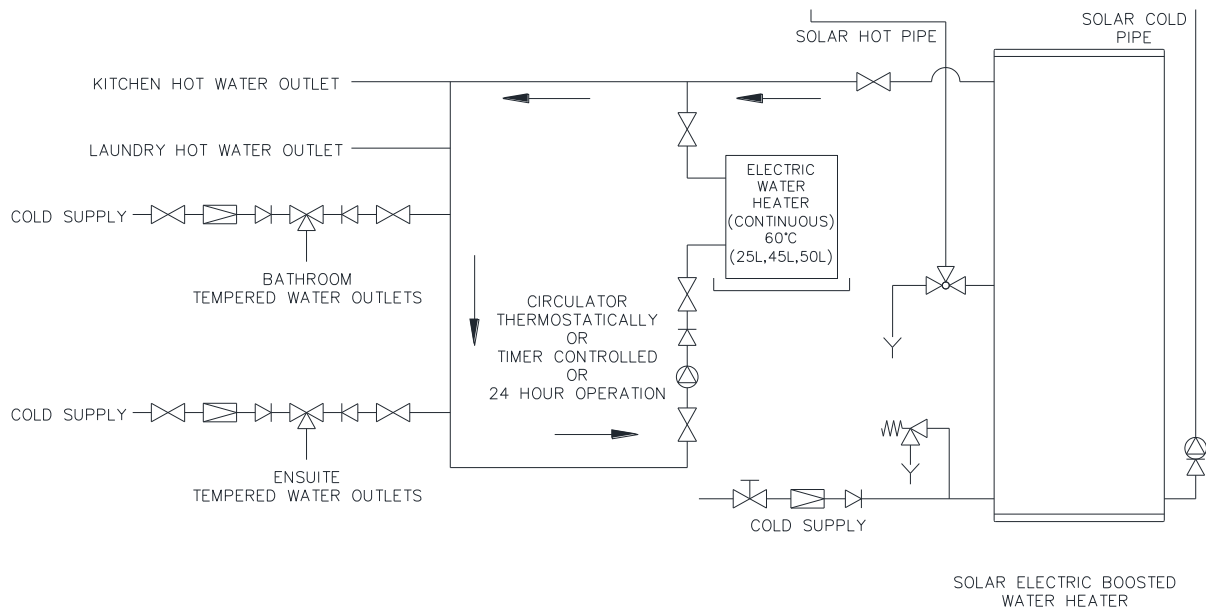 SOLAR HOT PIPE
SOLAR COLD
PIPE
KITCHEN HOT WATER OUTLET
LAUNDRY HOT WATER OUTLET
ELECTRIC
WATER
HEATER
(CONTINUOUS)
60°C
(25L,45L,50L)
COLD SUPPLY
BATHROOM
TEMPERED WATER OUTLETS
CIRCULATOR
THERMOSTATICALLY
OR
TIMER CONTROLLED
OR
24 HOUR OPERATION
COLD SUPPLY
ENSUITE
TEMPERED WATER OUTLETS
COLD SUPPLY
SOLAR ELECTRIC BOOSTED
WATER HEATER